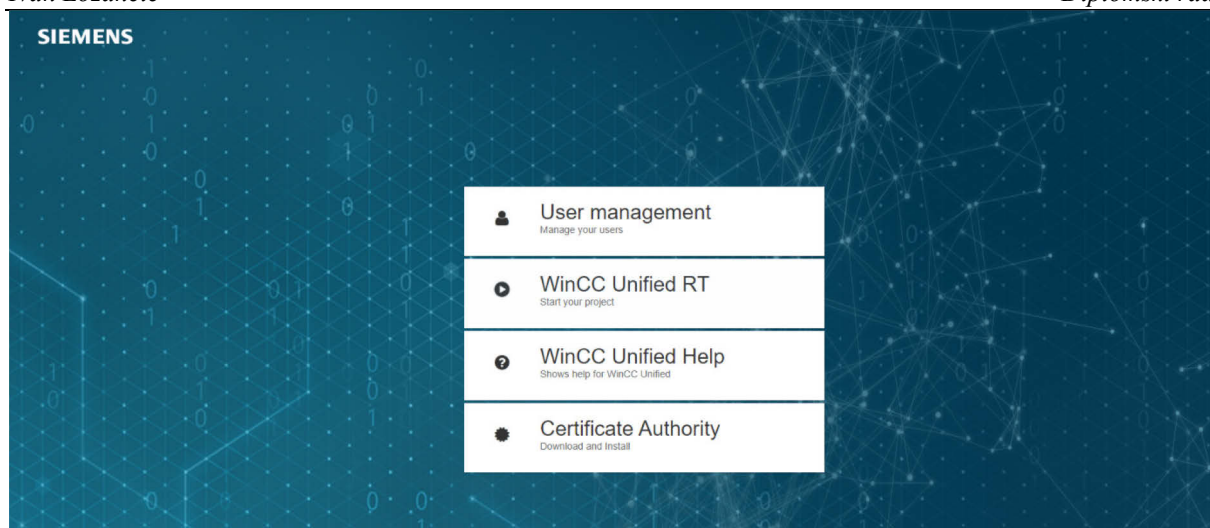 SIEMENS
User management
Manage your users
WinCC Unified RT
Start your project
WinCC Unified Help
Shows help for WinCC Unified
Certificate Authority
Download and Install